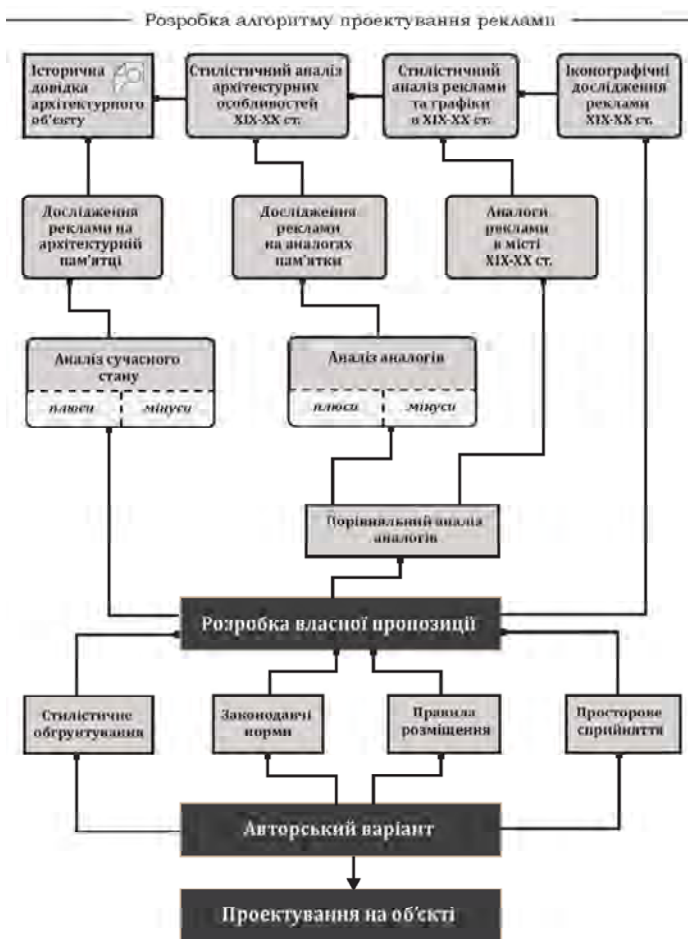 Розробка алгоритму проектування реклами
Історична
довідка
архітектурного
об'єкту
Стилістичний аналіз
архітектурних
особливостей
XIX-XX ст.
Стилістичний
аналіз реклами
та графіки
в XIX-XX ст.
Іконографічні
дослідження
реклами
XIX-XX ст.
Дослідження
реклами на
архітектурній
пам'ятці
Дослідження
реклами
на аналогах
пам'ятки
Аналоги
реклами
в місті
XIX-XX ст.
Аналіз сучасного
стану
плюси
мінуси
Аналіз аналогів
плюси
мінуси
Порівняльний аналіз
аналогів
Розробка власної пропозиції
Стилістичне
обґрунтування
Законодавчі
норми
Правила
розміщення
Просторове
сприйняття
Авторський варіант
Проектування на об'єкті